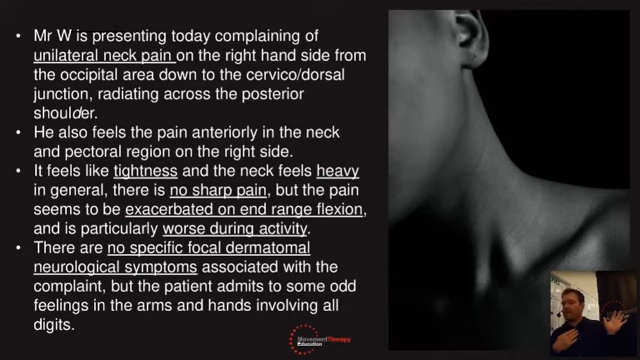 • Mr W is presenting today complaining of
unilateral neck pain on the right hand side from
the occipital area down to the cervico/dorsal
junction, radiating across the posterior
shoulder.
• He also feels the pain anteriorly in the neck
and pectoral region on the right side.
• It feels like tightness and the neck feels heavy
in general, there is no sharp pain, but the pain
seems to be exacerbated on end range flexion,
and is particularly worse during activity.
• There are no specific focal dermatomal
neurological symptoms associated with the
complaint, but the patient admits to some odd
feelings in the arms and hands involving all
digits.
MovementTherapy
Education